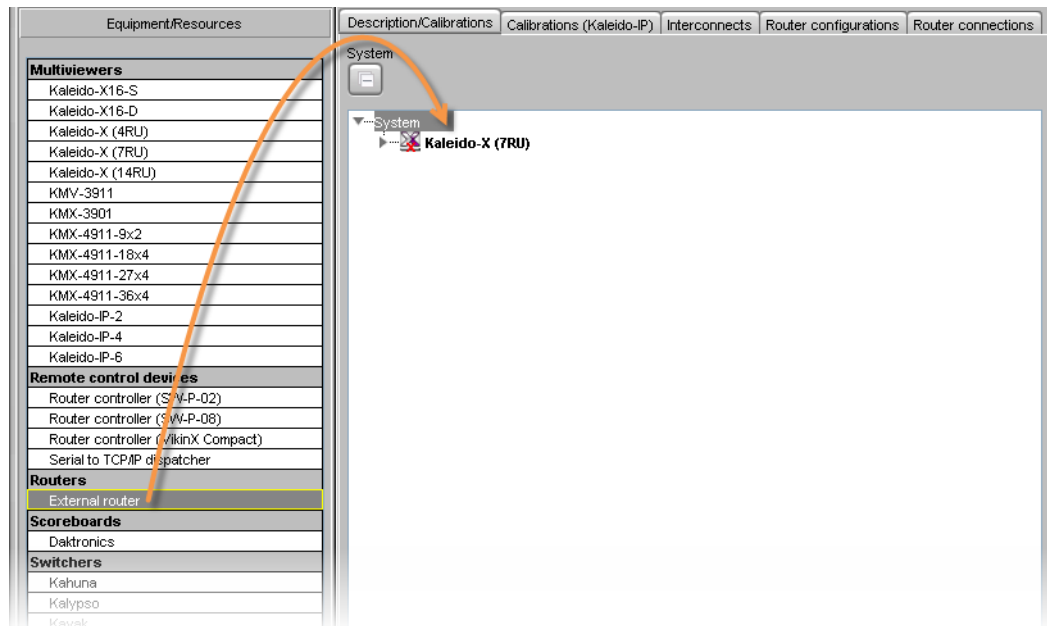 Equipment/Resources
Multiviewers
Kaleido-X16-S
Kaleido-X16-D
Kaleido-X (4RU)
Kaleido-X (7RU)
Kaleido-X (14RU)
KMV-3911
KMX-3901
KMX-4911-9x2
KMX-4911-18x4
KMX-4911-27x4
KMX-4911-36x4
Kaleido-IP-2
Kaleido-IP-4
Kaleido-IP-6
Remote control devices
Router controller (SW-P-02)
Router controller (SW-P-08)
Router controller (VikinX Compact)
Serial to TCP/IP dispatcher
Routers
External router
Scoreboards
Daktronics
Switchers
Kahuna
Kalypso
Kayak
Description/Calibrations
Calibrations (Kaleido-IP)
Interconnects
Router configurations
Router connections
System
System
Kaleido-X (7RU)